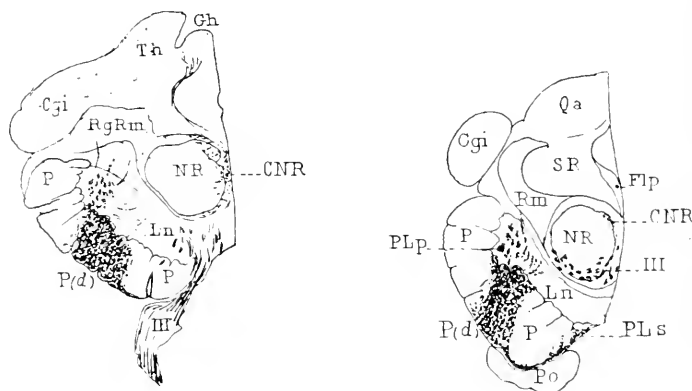 Gh
Th
Cgi
RgRm
P
NR
CNR
Ln
P(d)
P
III
Qa
Cgi
SR
Flp
Rm
CNR
P
NR
PLp
III
Ln
P(d)
P
PLs
Po